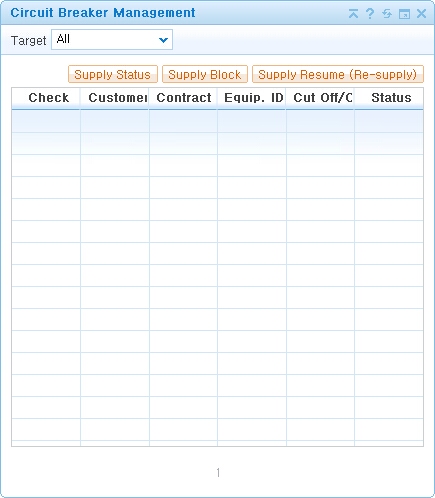 Circuit Breaker Management
Target All
Supply Status Supply Block Supply Resume (Re-supply)
Check Customer Contract Equip. ID Cut Off/C Status
1